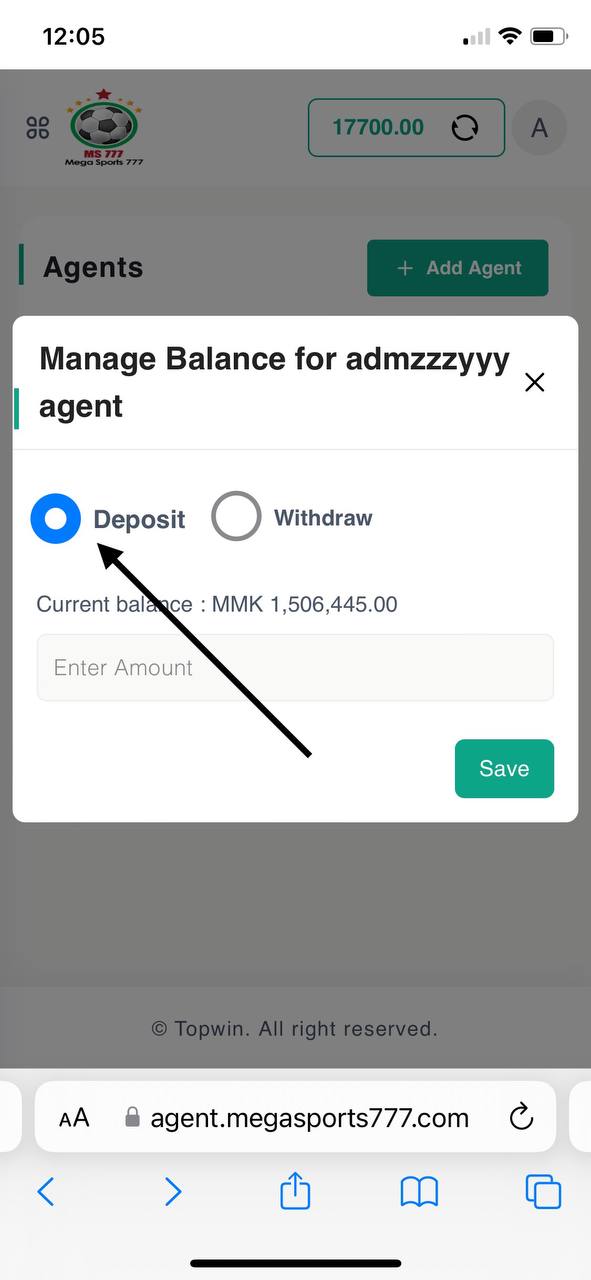 12:05
MS 777
Mega Sports 777
17700.00
A
Agents
+ Add Agent
Manage Balance for admzzzyyy
agent
Deposit
Withdraw
Current balance : MMK 1,506,445.00
Enter Amount
Save
© Topwin. All right reserved.
AA
agent.megasports777.com